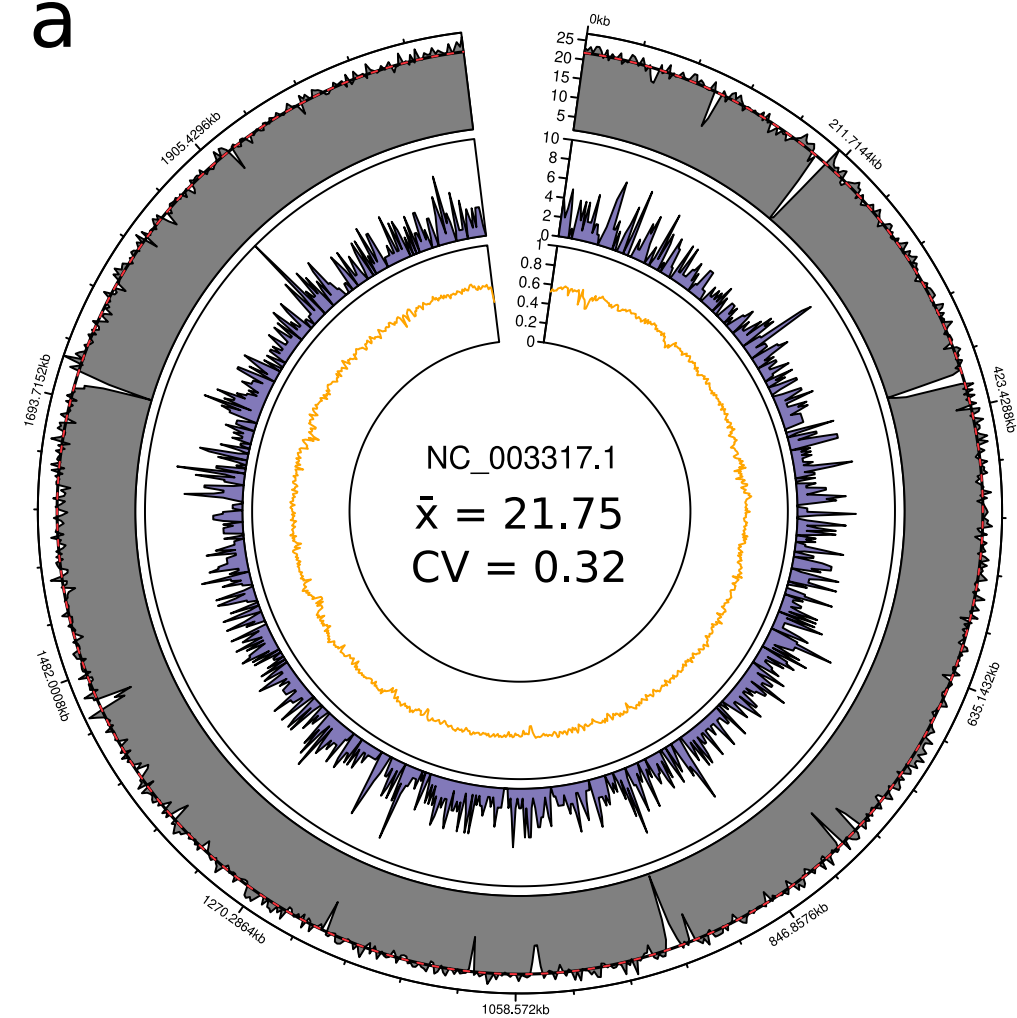 a
0kb
25
20
15
10
5
10
8
6
4
2
0
1
0.8
0.6
0.4
0.2
0
211.7144kb
423.4288kb
635.1432kb
846.8576kb
1058.572kb
1270.2864kb
1482.0008kb
1693.7152kb
1905.4296kb
NC_003317.1
x̄ = 21.75
CV = 0.32